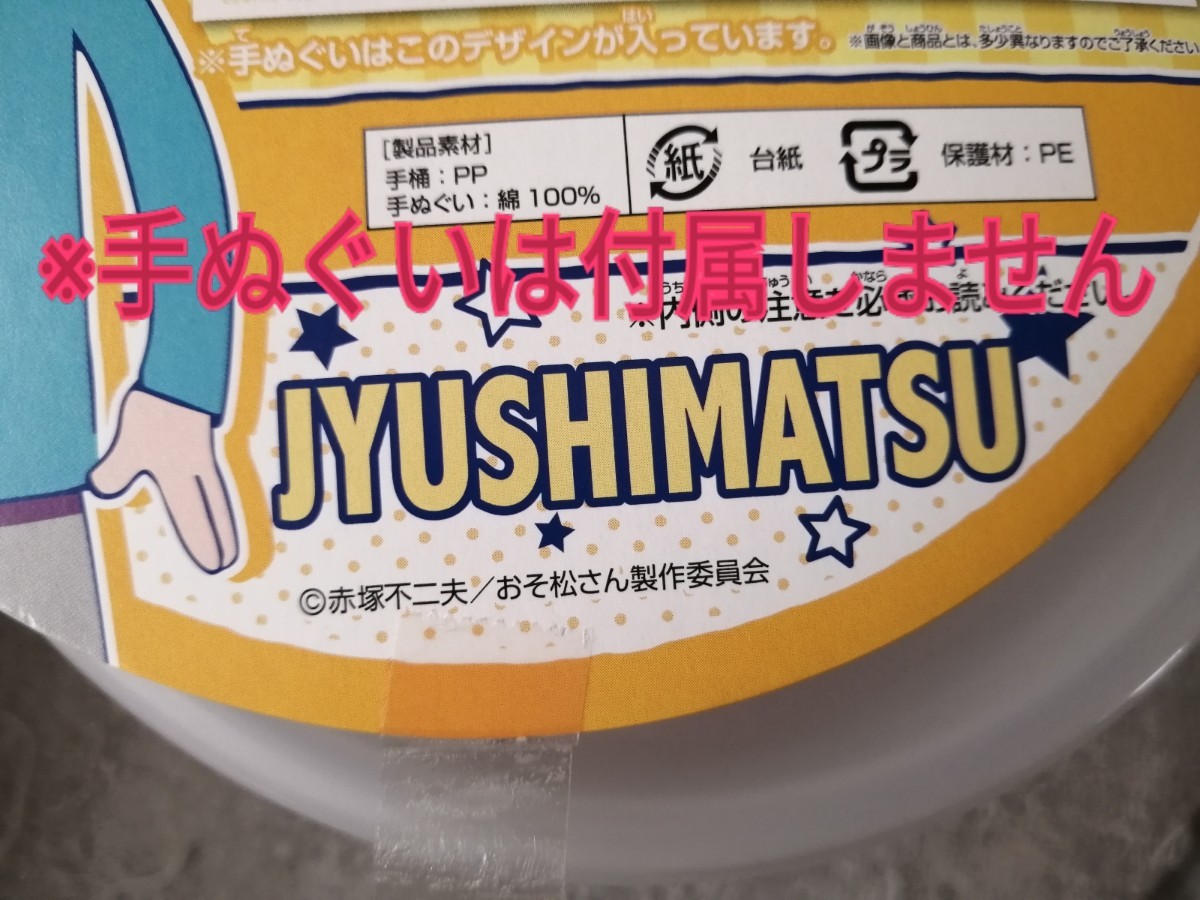 ※手ぬぐいはこのデザインが入っています。
※画像と商品とは、多少異なりますのでご了承ください
[製品素材]
手桶：PP
手ぬぐい：綿100%
紙 台紙
プラ 保護材：PE
※手ぬぐいは付属しません
JYUSHIMATSU
©赤塚不二夫／おそ松さん製作委員会